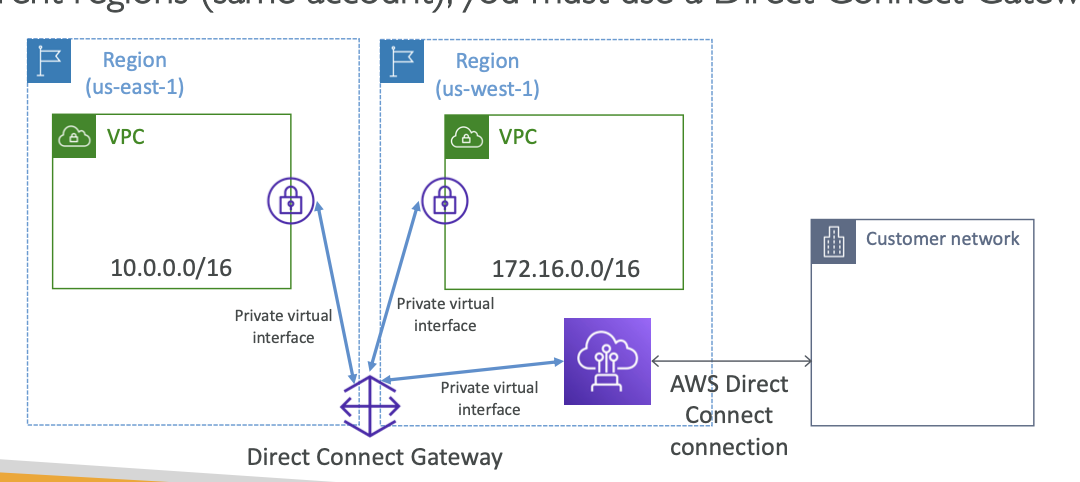 rent regions (same account), you must use a Direct Connect Gatew
Region
(us-east-1)
Region
(us-west-1)
VPC
VPC
Customer network
10.0.0.0/16
172.16.0.0/16
Private virtual
interface
Private virtual
interface
Private virtual
interface
AWS Direct
Connect
connection
Direct Connect Gateway